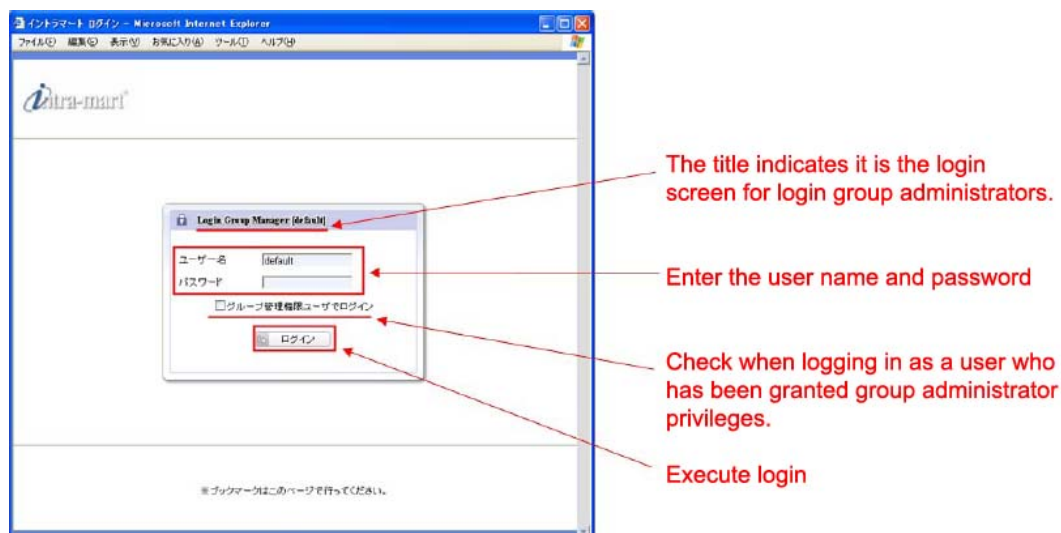 イントラマート ログイン - Microsoft Internet Explorer
ファイル(F) 編集(E) 表示(V) お気に入り(A) ツール(T) ヘルプ(H)
intra-mart
The title indicates it is the login
screen for login group administrators.
Login Group Manager [default]
ユーザー名 default
パスワード
Enter the user name and password
グループ管理権限ユーザでログイン
ログイン
Check when logging in as a user who
has been granted group administrator
privileges.
Execute login
※ブックマークはこのページで行ってください。